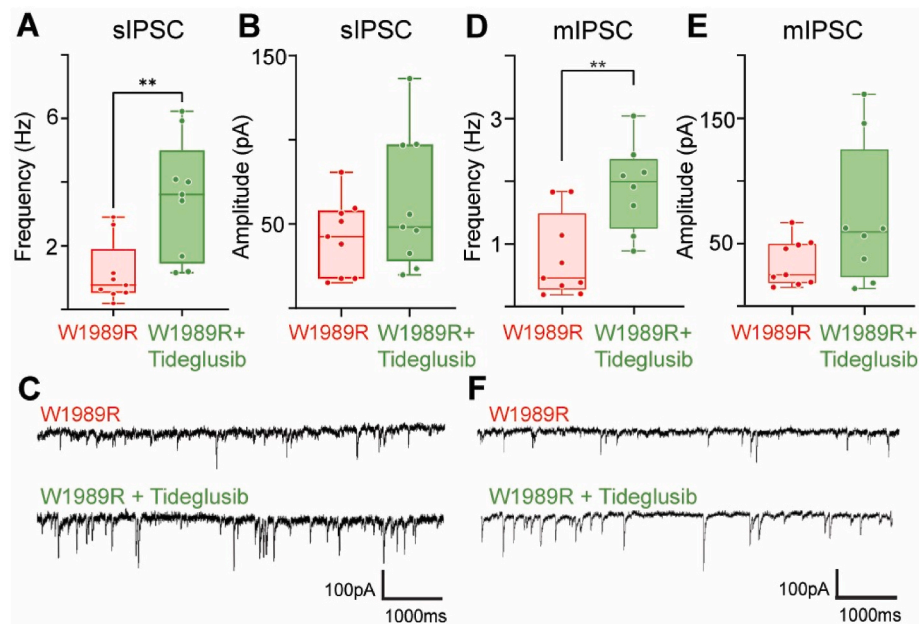 A sIPSC
B sIPSC
D mIPSC
E mIPSC
Frequency (Hz)
6
2
**
W1989R
W1989R+
Tideglusib
Amplitude (pA)
150
50
W1989R
W1989R+
Tideglusib
Frequency (Hz)
3
1
**
W1989R
W1989R+
Tideglusib
Amplitude (pA)
150
50
W1989R
W1989R+
Tideglusib
C
W1989R
W1989R + Tideglusib
100pA
1000ms
F
W1989R
W1989R + Tideglusib
100pA
1000ms